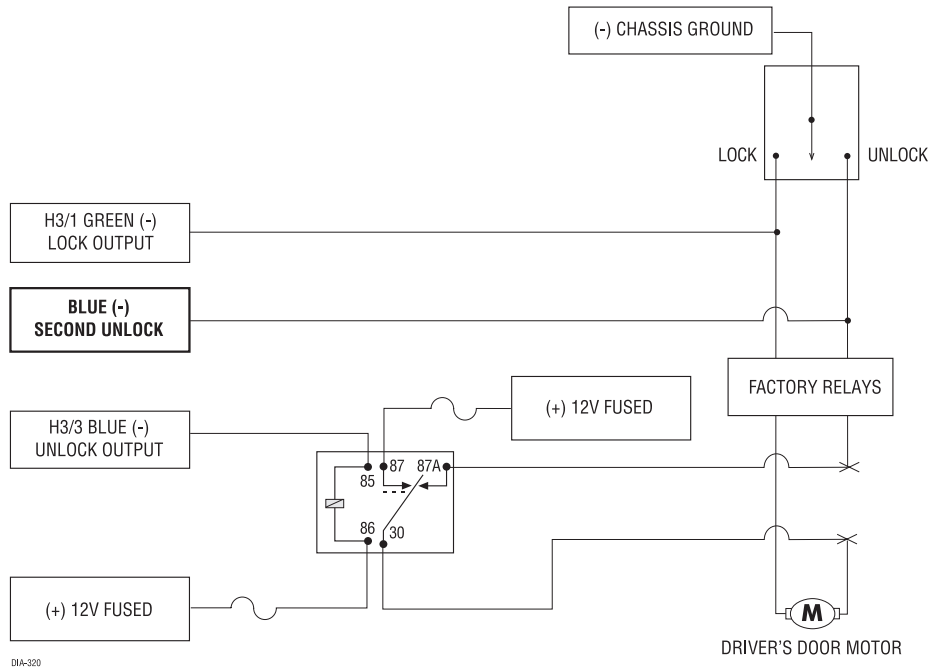 (-) CHASSIS GROUND
LOCK
UNLOCK
H3/1 GREEN (-)
LOCK OUTPUT
BLUE (-)
SECOND UNLOCK
FACTORY RELAYS
(+) 12V FUSED
H3/3 BLUE (-)
UNLOCK OUTPUT
87
87A
85
86
30
(+) 12V FUSED
M
DRIVER'S DOOR MOTOR
DIA-320